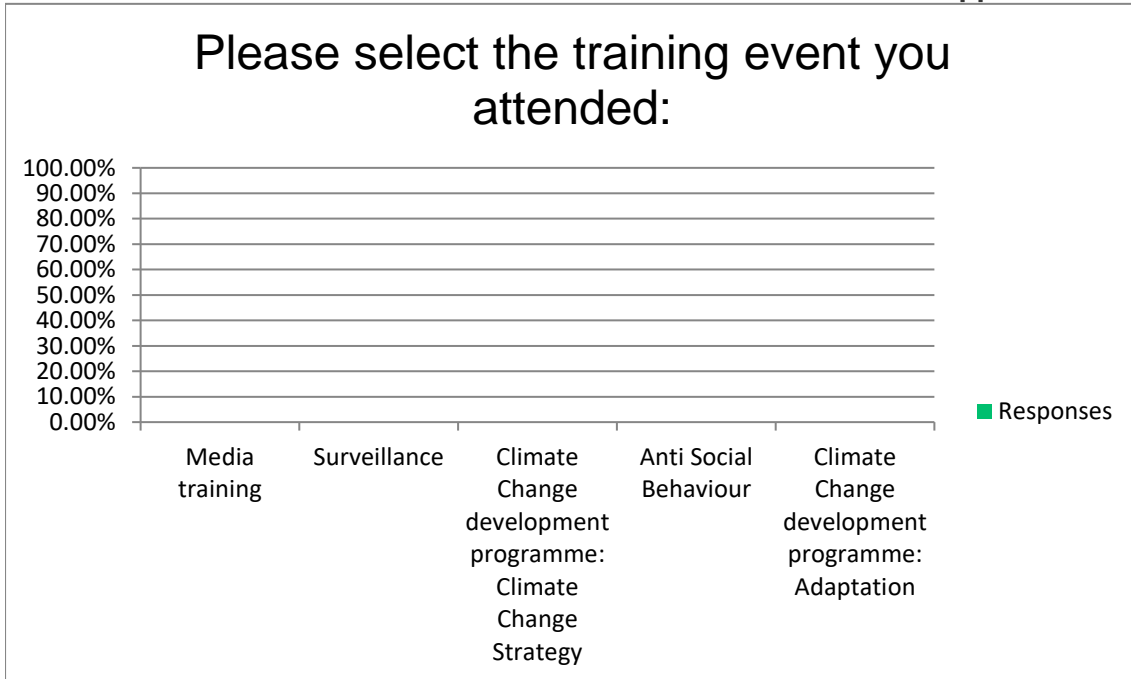 Please select the training event you
attended:
100.00%
90.00%
80.00%
70.00%
60.00%
50.00%
40.00%
30.00%
20.00%
10.00%
0.00%
Responses
Media
training
Surveillance
Climate
Change
development
programme:
Climate
Change
Strategy
Anti Social
Behaviour
Climate
Change
development
programme:
Adaptation